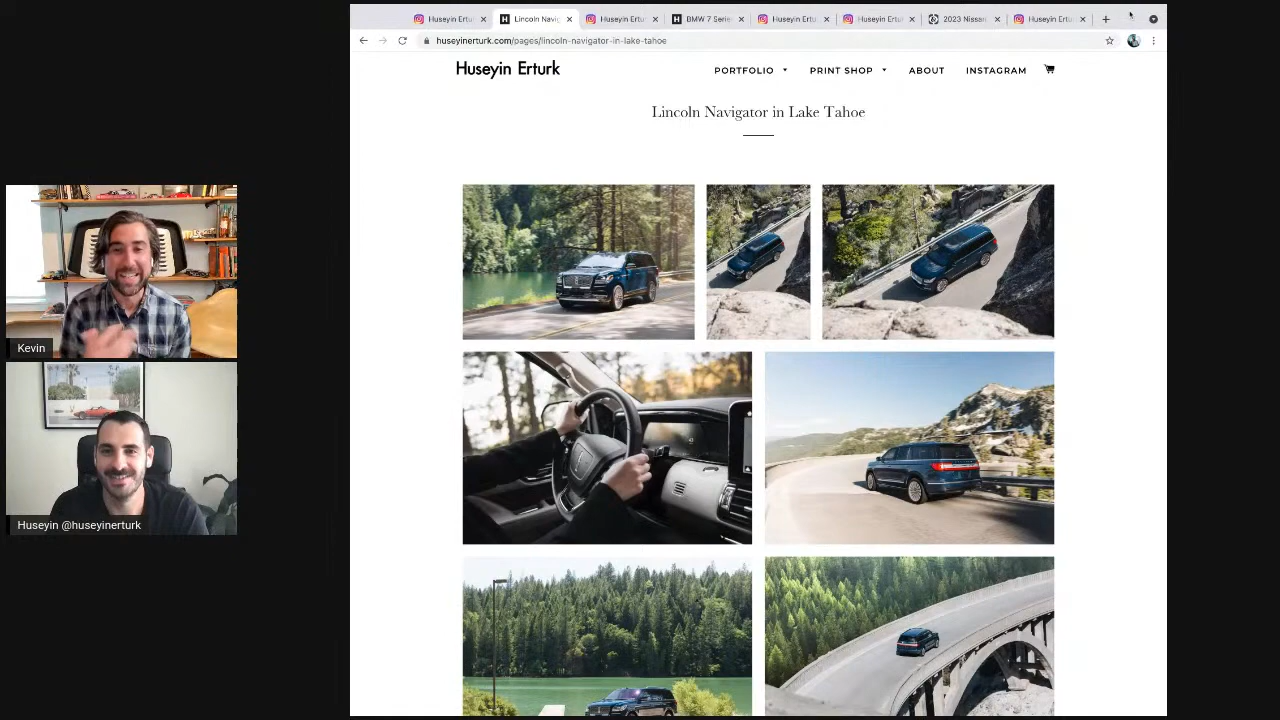 Huseyin Ertu
Lincoln Navig
Huseyin Ertu
BMW 7 Serie
Huseyin Ertu
Huseyin Ertu
2023 Nissan
Huseyin Ertu
huseyinerturk.com/pages/lincoln-navigator-in-lake-tahoe
Huseyin Erturk
PORTFOLIO
PRINT SHOP
ABOUT
INSTAGRAM
Lincoln Navigator in Lake Tahoe
Kevin
Huseyin @huseyinerturk